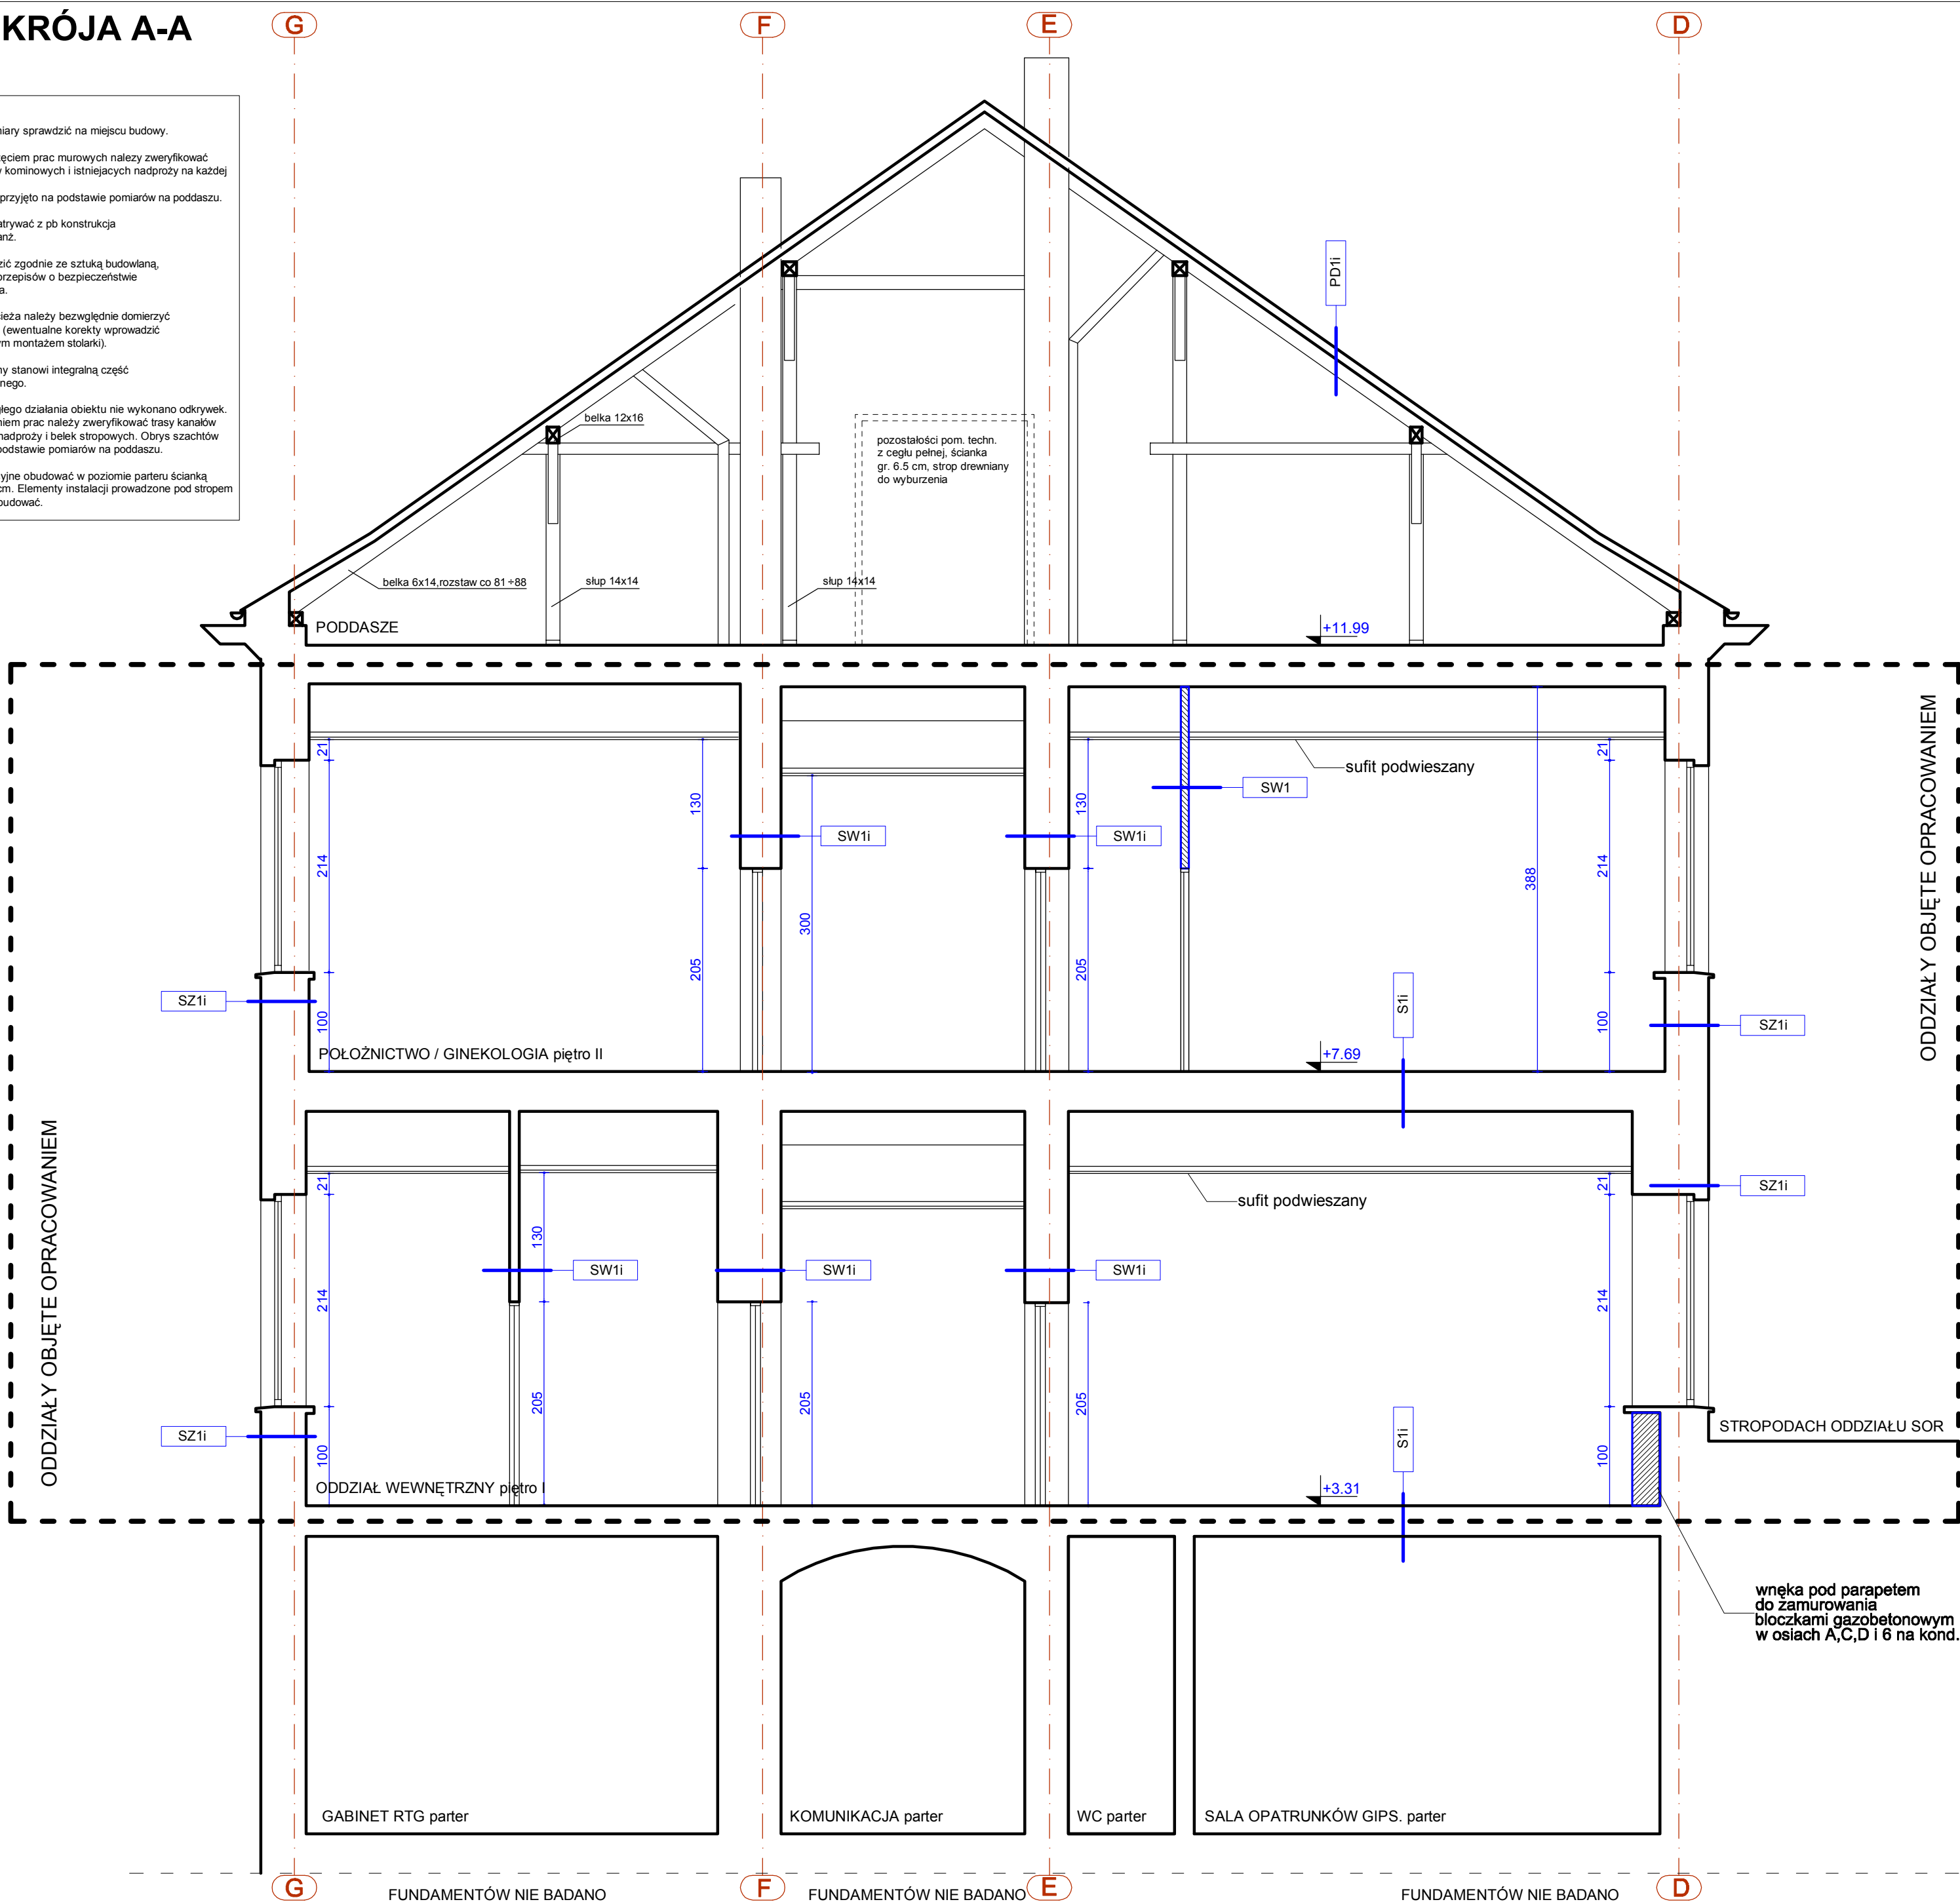 KRÓJA A-A
G
F
E
D
niary sprawdzić na miejscu budowy.
ęciem prac murowych nalezy zweryfikować
v kominowych i istniejacych nadproży na każdej
przyjęto na podstawie pomiarów na poddaszu.
atrywać z pb konstrukcja
anż.
zić zgodnie ze sztuką budowlaną,
przepisów o bezpieczeństwie
a.
cieża należy bezwględnie domierzyć
(ewentualne korekty wprowadzić
ym montażem stolarki).
ny stanowi integralną część
nego.
głego działania obiektu nie wykonano odkrywek.
niem prac należy zweryfikować trasy kanałów
nadproży i belek stropowych. Obrys szachtów
podstawie pomiarów na poddaszu.
yjne obudować w poziomie parteru ścianką
cm. Elementy instalacji prowadzone pod stropem
budować.
PD1i
belka 12x16
pozostałości pom. techn.
z cegłu pełnej, ścianka
gr. 6.5 cm, strop drewniany
do wyburzenia
belka 6x14,rozstaw co 81÷88
słup 14x14
słup 14x14
PODDASZE
+11.99
ODDZIAŁY OBJĘTE OPRACOWANIEM
21
130
130
21
sufit podwieszany
SW1
SW1i
SW1i
214
300
388
214
205
205
SZ1i
100
S1i
100
SZ1i
POŁOŻNICTWO / GINEKOLOGIA piętro II
+7.69
ODDZIAŁY OBJĘTE OPRACOWANIEM
21
21
SZ1i
sufit podwieszany
130
SW1i
SW1i
SW1i
214
214
205
205
205
SZ1i
100
S1i
100
STROPODACH ODDZIAŁU SOR
ODDZIAŁ WEWNĘTRZNY piętro I
+3.31
wnęka pod parapetem
do zamurowania
bloczkami gazobetonowym
w osiach A,C,D i 6 na kond.
GABINET RTG parter
KOMUNIKACJA parter
WC parter
SALA OPATRUNKÓW GIPS. parter
G
F
E
D
FUNDAMENTÓW NIE BADANO
FUNDAMENTÓW NIE BADANO
FUNDAMENTÓW NIE BADANO